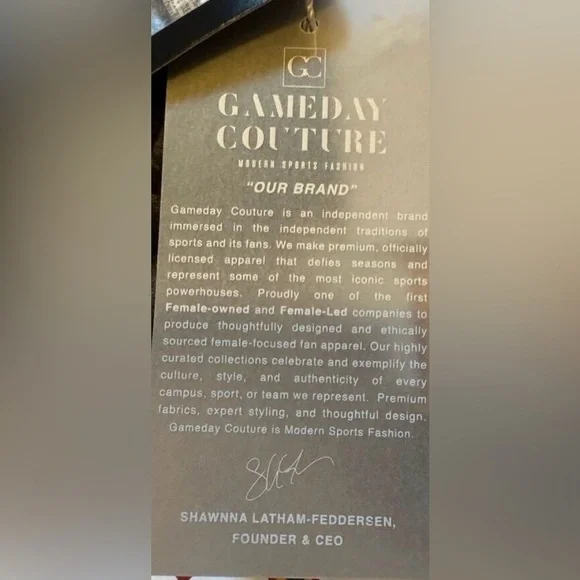 GC
GAMEDAY
COUTURE
MODERN SPORTS FASHION
"OUR BRAND"
Gameday Couture is an independent brand
immersed in the independent traditions of
sports and its fans. We make premium, officially
licensed apparel that defies seasons and
represent some of the most iconic sports
powerhouses. Proudly one of the first
Female-owned and Female-Led companies to
produce thoughtfully designed and ethically
sourced female-focused fan apparel. Our highly
curated collections celebrate and exemplify the
culture, style, and authenticity of every
campus, sport, or team we represent. Premium
fabrics, expert styling, and thoughtful design.
Gameday Couture is Modern Sports Fashion.
SHAWNNA LATHAM-FEDDERSEN,
FOUNDER & CEO